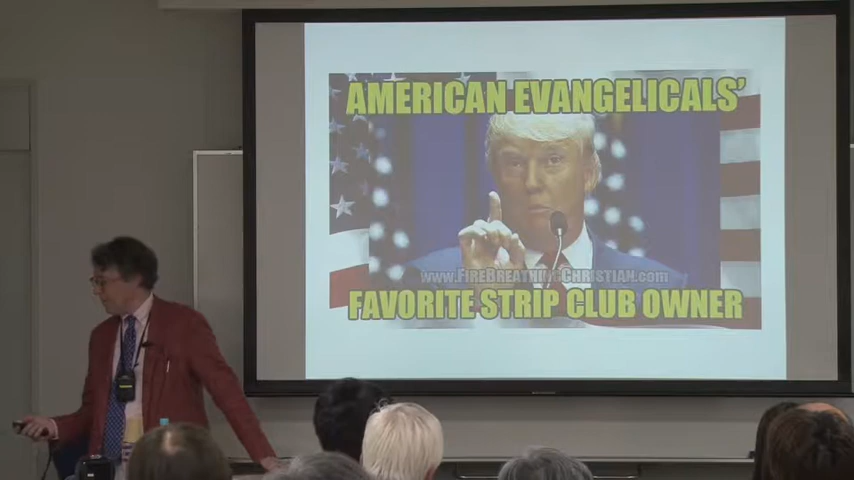 AMERICAN EVANGELICALS'
www.FireBreathingChristian.com
FAVORITE STRIP CLUB OWNER